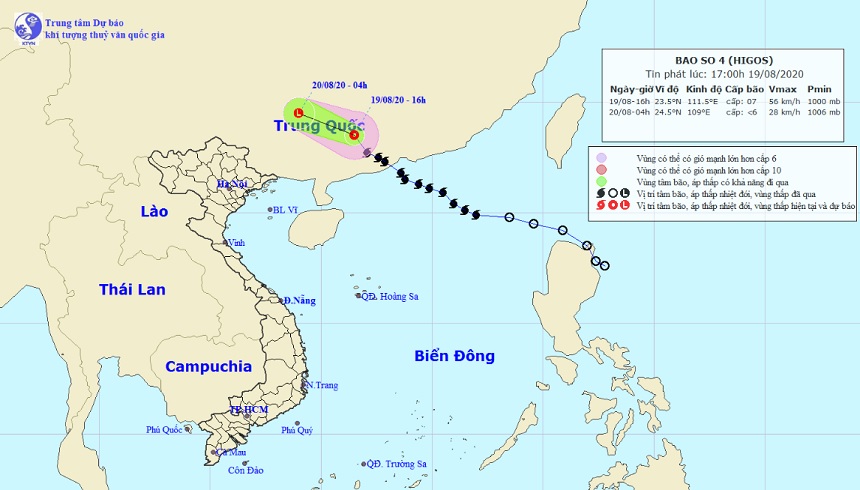 Trung tâm Dự báo
khí tượng thuỷ văn quốc gia
KTVN
BAO SO 4 (HIGOS)
Tin phát lúc: 17:00h 19/08/2020
Ngày-giờ Vĩ độ Kinh độ Cấp bão Vmax Pmin
19/08-16h 23.5°N 111.5°E cấp: 07 56 km/h 1000 mb
20/08-04h 24.5°N 109°E cấp: <6 28 km/h 1006 mb
Vùng có thể có gió mạnh lớn hơn cấp 6
Vùng có thể có gió mạnh lớn hơn cấp 10
Vùng tâm bão, áp thấp có khả năng đi qua
Vị trí tâm bão, áp thấp nhiệt đới, vùng thấp đã qua
Vị trí tâm bão, áp thấp nhiệt đới, vùng thấp hiện tại và dự báo
L
L
20/08/20 - 04h
19/08/20 - 16h
L
Trung Quốc
Hà Nội
Lào
BL Vĩ
Vinh
Thái Lan
Đ.Nẵng
QĐ. Hoàng Sa
Biển Đông
Campuchia
N.Trang
TP.HCM
Phú Quốc
Phú Quý
Cà Mau
Côn Đảo
QĐ. Trường Sa